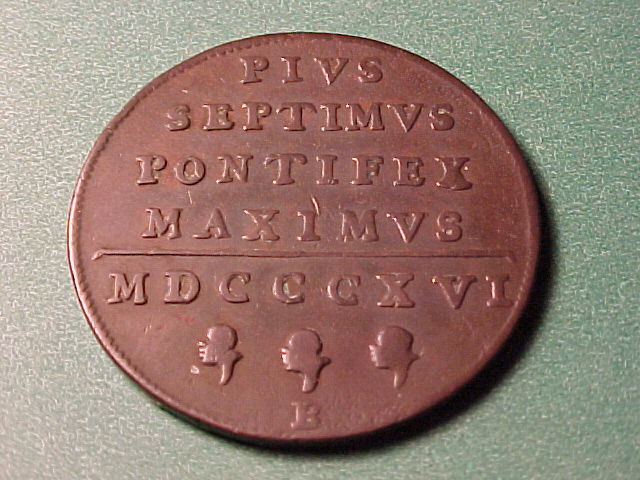 PIVS
SEPTIMVS
PONTIFEX
MAXIMVS
MDCCCXVI
B